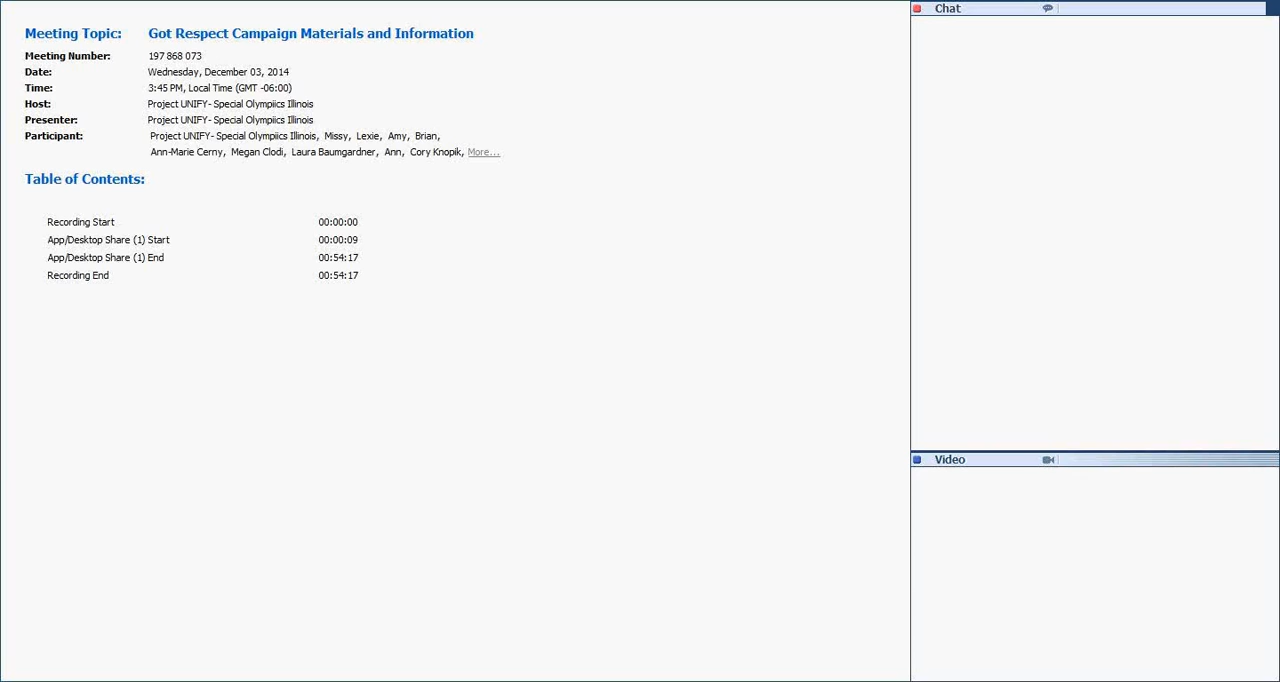 Meeting Topic: Got Respect Campaign Materials and Information
Meeting Number: 197 868 073
Date: Wednesday, December 03, 2014
Time: 3:45 PM, Local Time (GMT -06:00)
Host: Project UNIFY- Special Olympiics Illinois
Presenter: Project UNIFY- Special Olympiics Illinois
Participant: Project UNIFY- Special Olympiics Illinois, Missy, Lexie, Amy, Brian,
Ann-Marie Cerny, Megan Clodi, Laura Baumgardner, Ann, Cory Knopik, More...
Table of Contents:
Recording Start 00:00:00
App/Desktop Share (1) Start 00:00:09
App/Desktop Share (1) End 00:54:17
Recording End 00:54:17
Chat
Video